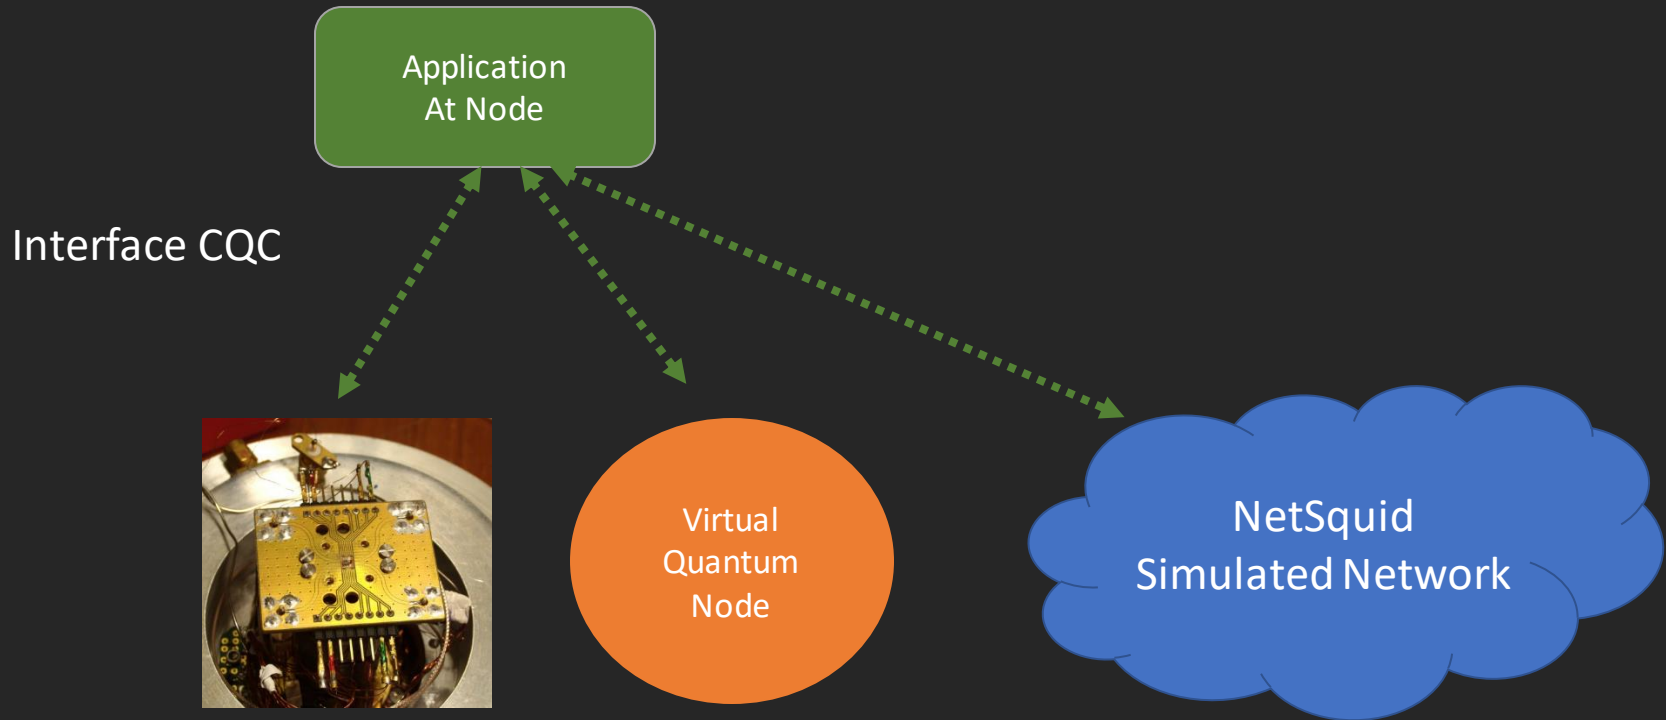 Application
At Node
Interface CQC
Virtual
Quantum
Node
NetSquid
Simulated Network